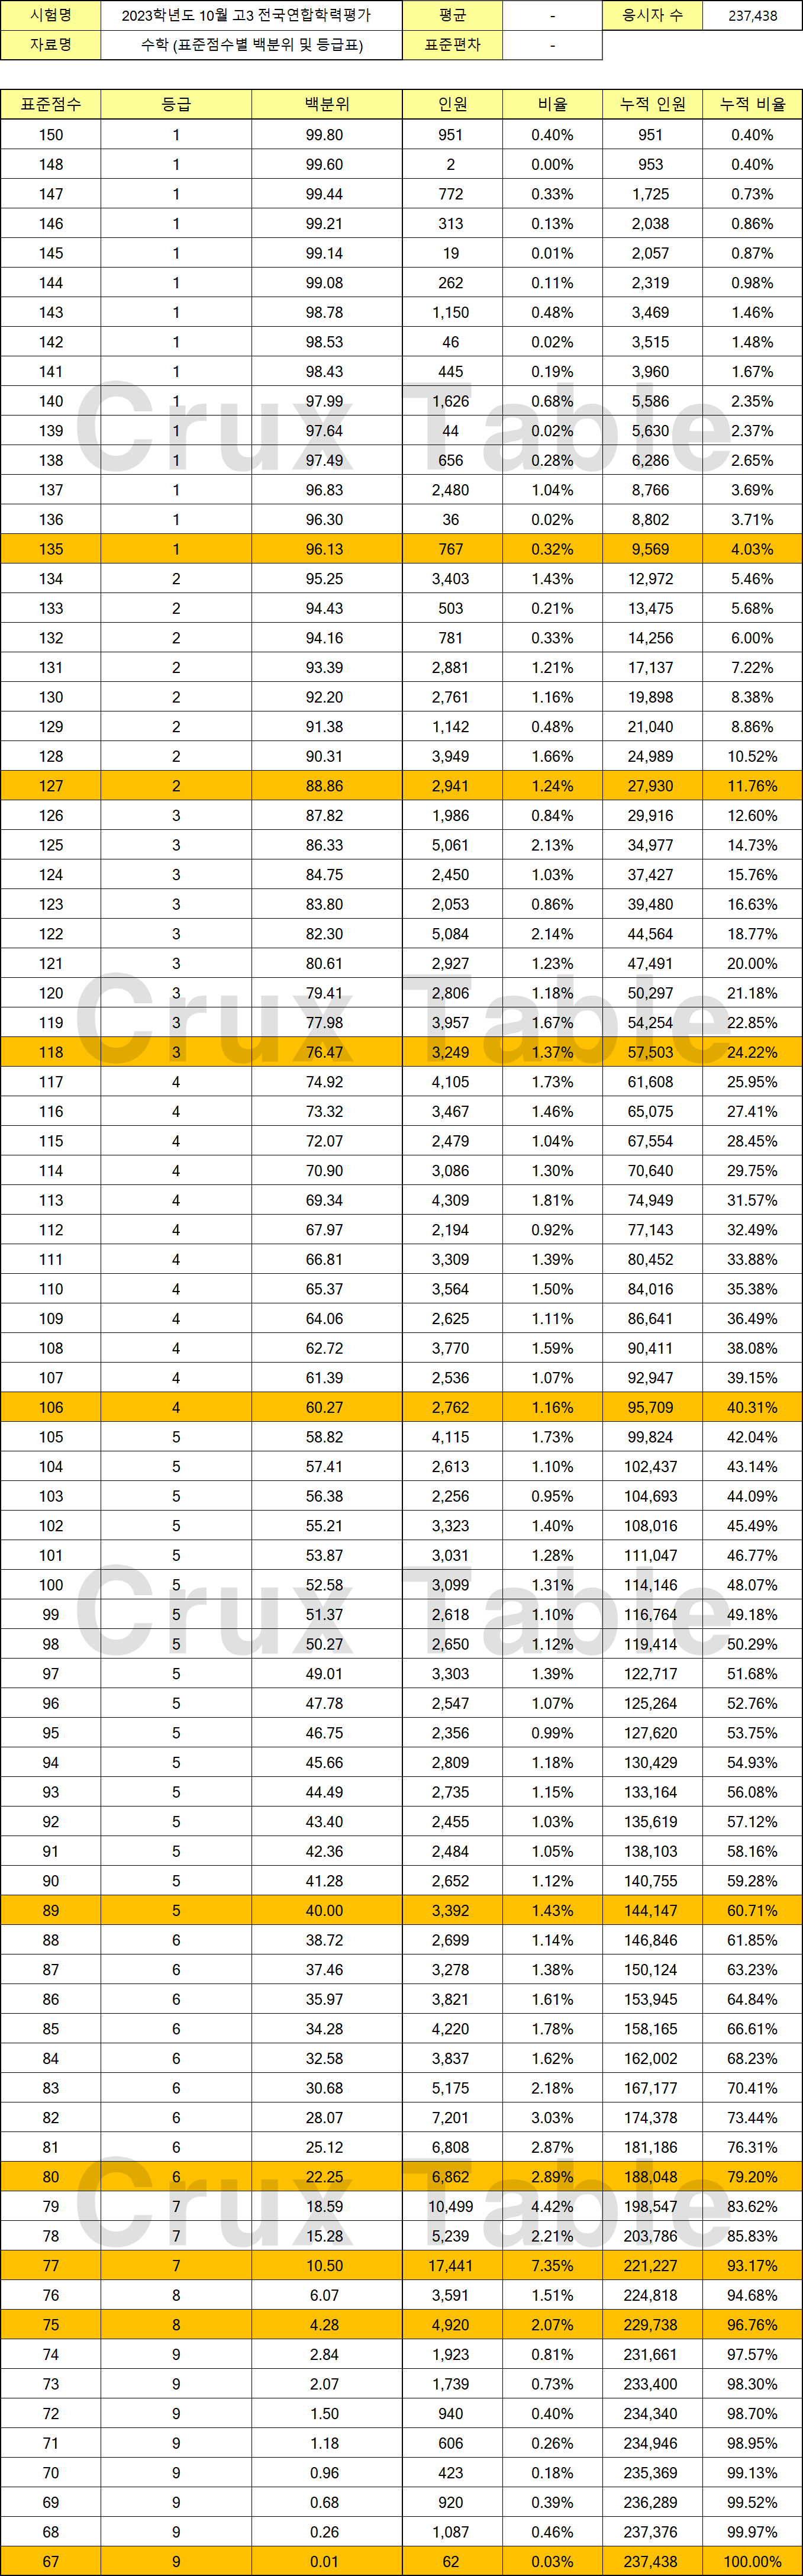 시험명 2023학년도 10월 고3 전국연합학력평가 평균 - 응시자 수 237,438
자료명 수학 (표준점수별 백분위 및 등급표) 표준편차 -
표준점수 등급 백분위 인원 비율 누적 인원 누적 비율
150 1 99.80 951 0.40% 951 0.40%
148 1 99.60 2 0.00% 953 0.40%
147 1 99.44 772 0.33% 1,725 0.73%
146 1 99.21 313 0.13% 2,038 0.86%
145 1 99.14 19 0.01% 2,057 0.87%
144 1 99.08 262 0.11% 2,319 0.98%
143 1 98.78 1,150 0.48% 3,469 1.46%
142 1 98.53 46 0.02% 3,515 1.48%
141 1 98.43 445 0.19% 3,960 1.67%
140 1 97.99 1,626 0.68% 5,586 2.35%
139 1 97.64 44 0.02% 5,630 2.37%
138 1 97.49 656 0.28% 6,286 2.65%
137 1 96.83 2,480 1.04% 8,766 3.69%
136 1 96.30 36 0.02% 8,802 3.71%
135 1 96.13 767 0.32% 9,569 4.03%
134 2 95.25 3,403 1.43% 12,972 5.46%
133 2 94.43 503 0.21% 13,475 5.68%
132 2 94.16 781 0.33% 14,256 6.00%
131 2 93.39 2,881 1.21% 17,137 7.22%
130 2 92.20 2,761 1.16% 19,898 8.38%
129 2 91.38 1,142 0.48% 21,040 8.86%
128 2 90.31 3,949 1.66% 24,989 10.52%
127 2 88.86 2,941 1.24% 27,930 11.76%
126 3 87.82 1,986 0.84% 29,916 12.60%
125 3 86.33 5,061 2.13% 34,977 14.73%
124 3 84.75 2,450 1.03% 37,427 15.76%
123 3 83.80 2,053 0.86% 39,480 16.63%
122 3 82.30 5,084 2.14% 44,564 18.77%
121 3 80.61 2,927 1.23% 47,491 20.00%
120 3 79.41 2,806 1.18% 50,297 21.18%
119 3 77.98 3,957 1.67% 54,254 22.85%
118 3 76.47 3,249 1.37% 57,503 24.22%
117 4 74.92 4,105 1.73% 61,608 25.95%
116 4 73.32 3,467 1.46% 65,075 27.41%
115 4 72.07 2,479 1.04% 67,554 28.45%
114 4 70.90 3,086 1.30% 70,640 29.75%
113 4 69.34 4,309 1.81% 74,949 31.57%
112 4 67.97 2,194 0.92% 77,143 32.49%
111 4 66.81 3,309 1.39% 80,452 33.88%
110 4 65.37 3,564 1.50% 84,016 35.38%
109 4 64.06 2,625 1.11% 86,641 36.49%
108 4 62.72 3,770 1.59% 90,411 38.08%
107 4 61.39 2,536 1.07% 92,947 39.15%
106 4 60.27 2,762 1.16% 95,709 40.31%
105 5 58.82 4,115 1.73% 99,824 42.04%
104 5 57.41 2,613 1.10% 102,437 43.14%
103 5 56.38 2,256 0.95% 104,693 44.09%
102 5 55.21 3,323 1.40% 108,016 45.49%
101 5 53.87 3,031 1.28% 111,047 46.77%
100 5 52.58 3,099 1.31% 114,146 48.07%
99 5 51.37 2,618 1.10% 116,764 49.18%
98 5 50.27 2,650 1.12% 119,414 50.29%
97 5 49.01 3,303 1.39% 122,717 51.68%
96 5 47.78 2,547 1.07% 125,264 52.76%
95 5 46.75 2,356 0.99% 127,620 53.75%
94 5 45.66 2,809 1.18% 130,429 54.93%
93 5 44.49 2,735 1.15% 133,164 56.08%
92 5 43.40 2,455 1.03% 135,619 57.12%
91 5 42.36 2,484 1.05% 138,103 58.16%
90 5 41.28 2,652 1.12% 140,755 59.28%
89 5 40.00 3,392 1.43% 144,147 60.71%
88 6 38.72 2,699 1.14% 146,846 61.85%
87 6 37.46 3,278 1.38% 150,124 63.23%
86 6 35.97 3,821 1.61% 153,945 64.84%
85 6 34.28 4,220 1.78% 158,165 66.61%
84 6 32.58 3,837 1.62% 162,002 68.23%
83 6 30.68 5,175 2.18% 167,177 70.41%
82 6 28.07 7,201 3.03% 174,378 73.44%
81 6 25.12 6,808 2.87% 181,186 76.31%
80 6 22.25 6,862 2.89% 188,048 79.20%
79 7 18.59 10,499 4.42% 198,547 83.62%
78 7 15.28 5,239 2.21% 203,786 85.83%
77 7 10.50 17,441 7.35% 221,227 93.17%
76 8 6.07 3,591 1.51% 224,818 94.68%
75 8 4.28 4,920 2.07% 229,738 96.76%
74 9 2.84 1,923 0.81% 231,661 97.57%
73 9 2.07 1,739 0.73% 233,400 98.30%
72 9 1.50 940 0.40% 234,340 98.70%
71 9 1.18 606 0.26% 234,946 98.95%
70 9 0.96 423 0.18% 235,369 99.13%
69 9 0.68 920 0.39% 236,289 99.52%
68 9 0.26 1,087 0.46% 237,376 99.97%
67 9 0.01 62 0.03% 237,438 100.00%
Crux Table
Crux Table
Crux Table
Crux Table